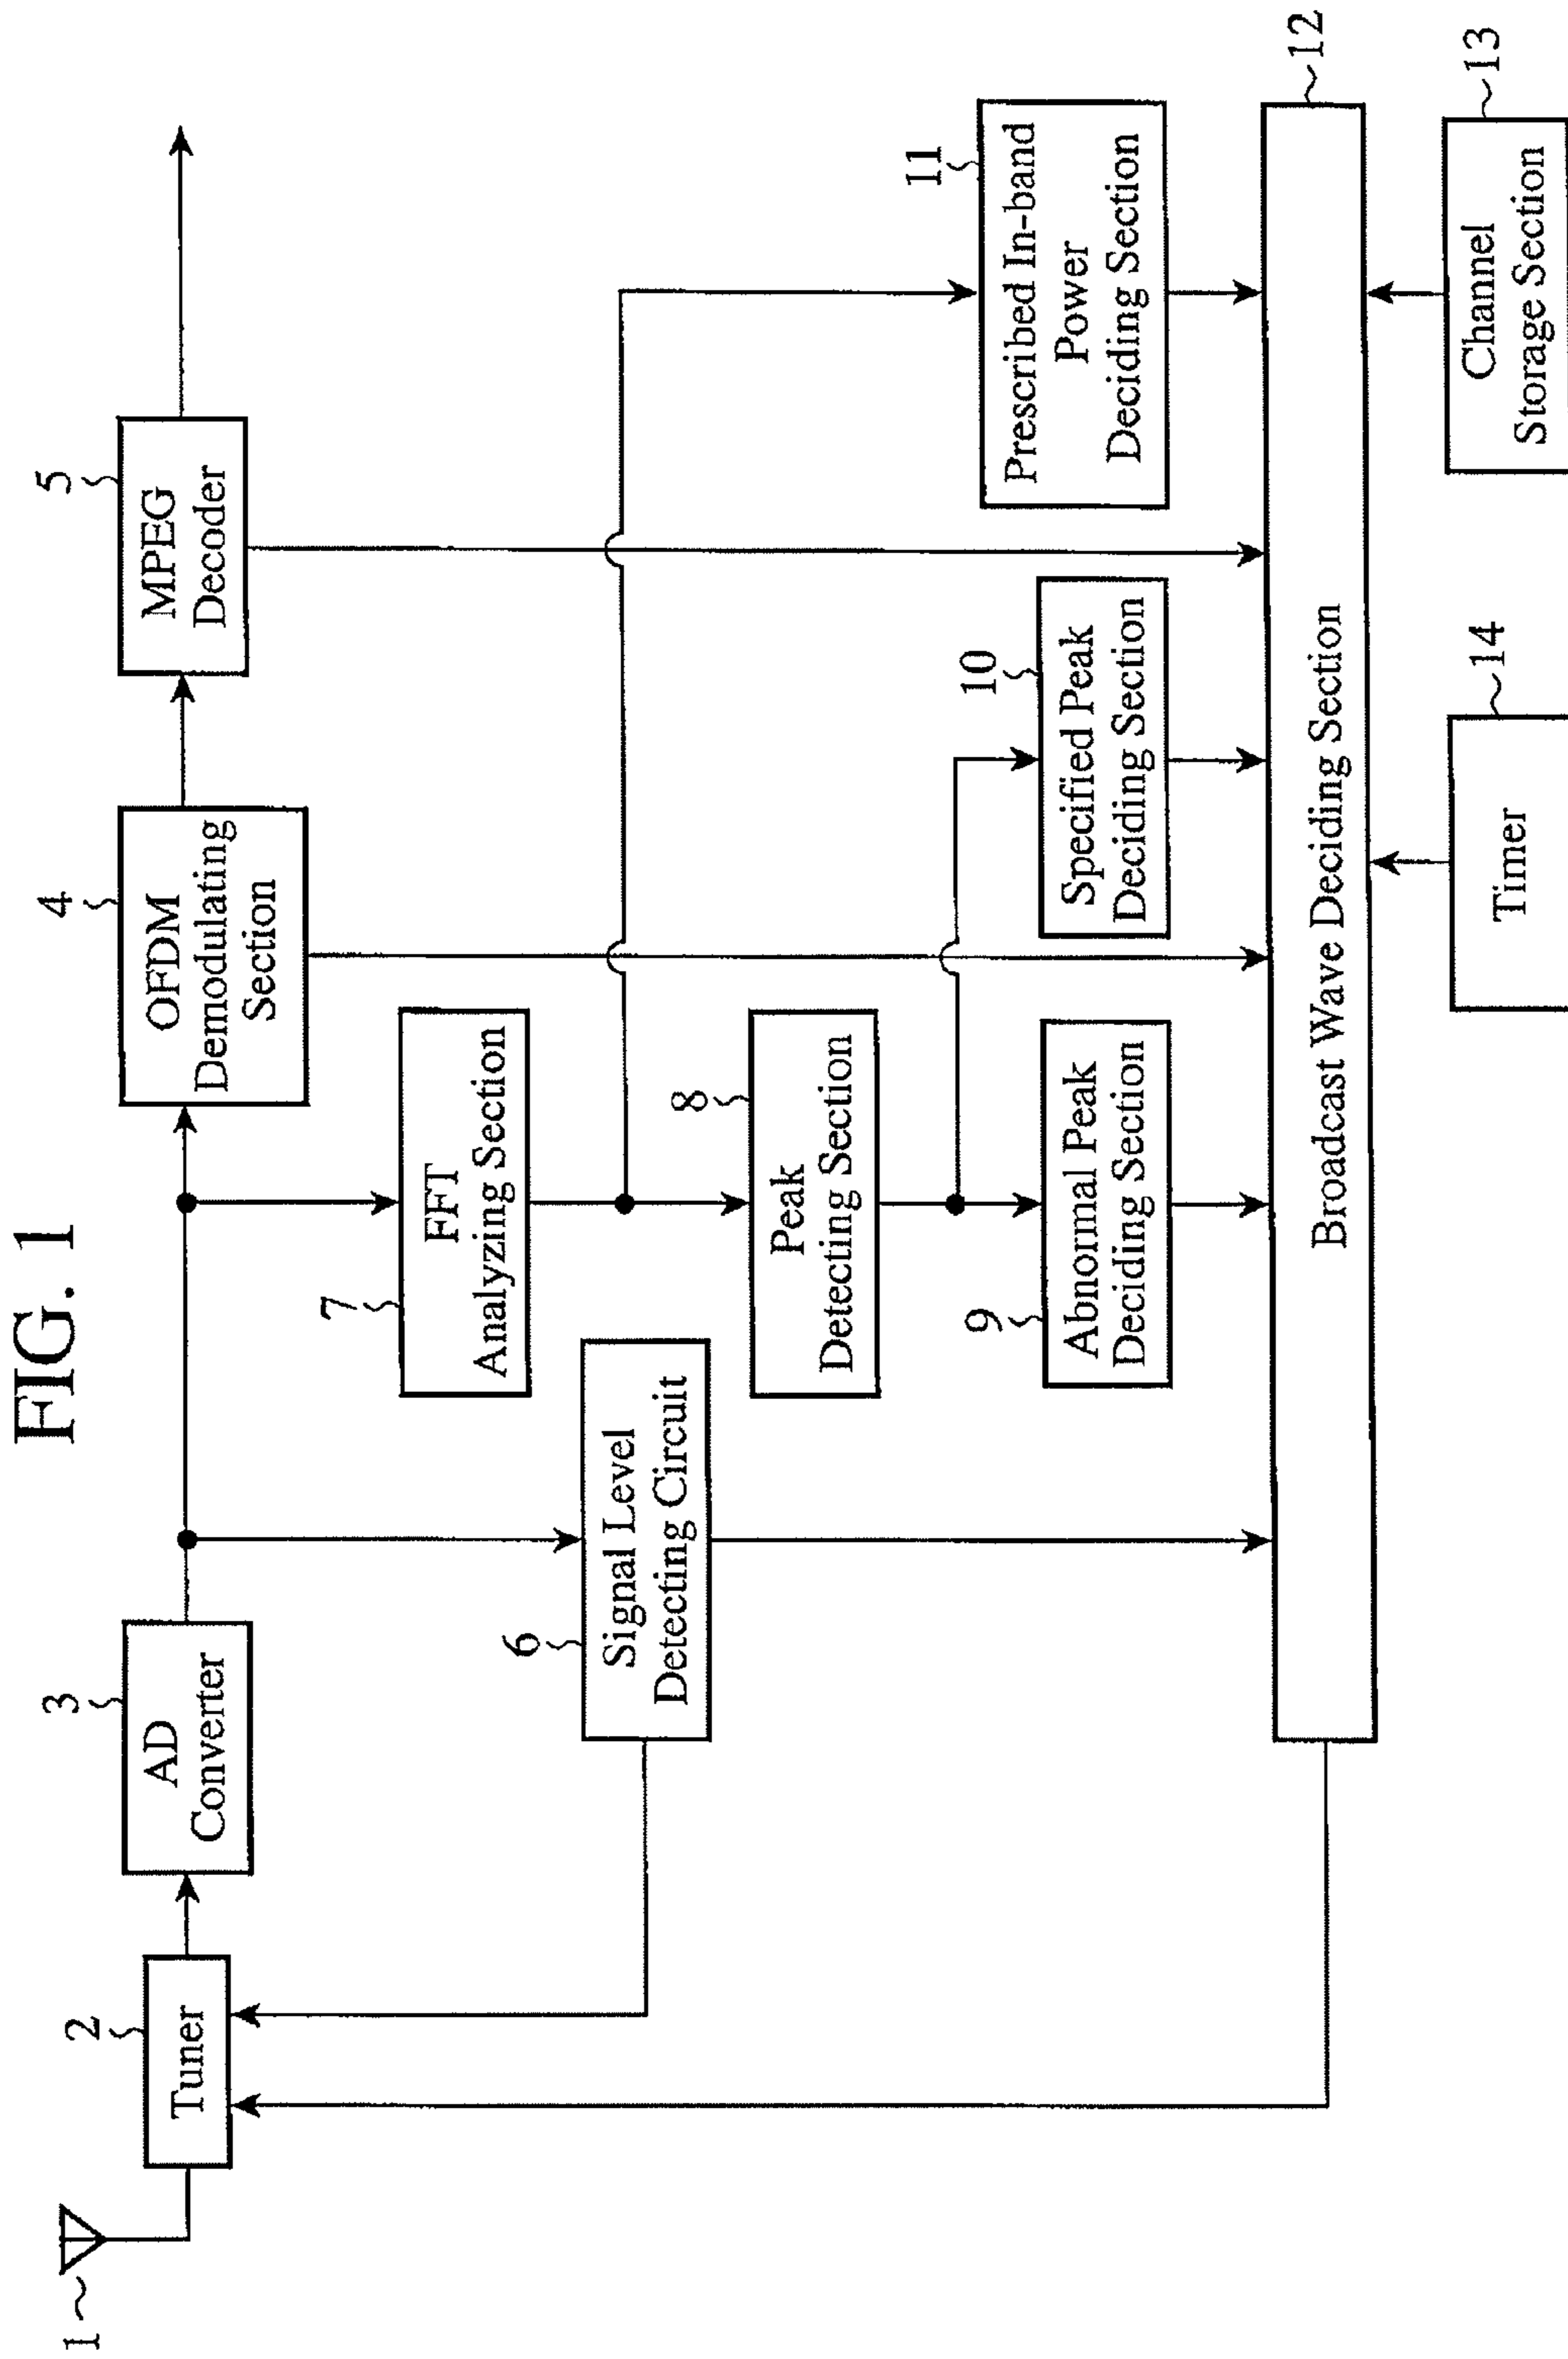 FIG. 1
1
2
Tuner
3
AD
Converter
4
OFDM
Demodulating
Section
5
MPEG
Decoder
6
Signal Level
Detecting Circuit
7
FFT
Analyzing Section
8
Peak
Detecting Section
9
Abnormal Peak
Deciding Section
10
Specified Peak
Deciding Section
11
Prescribed In-band
Power
Deciding Section
12
Broadcast Wave Deciding Section
14
Timer
13
Channel
Storage Section